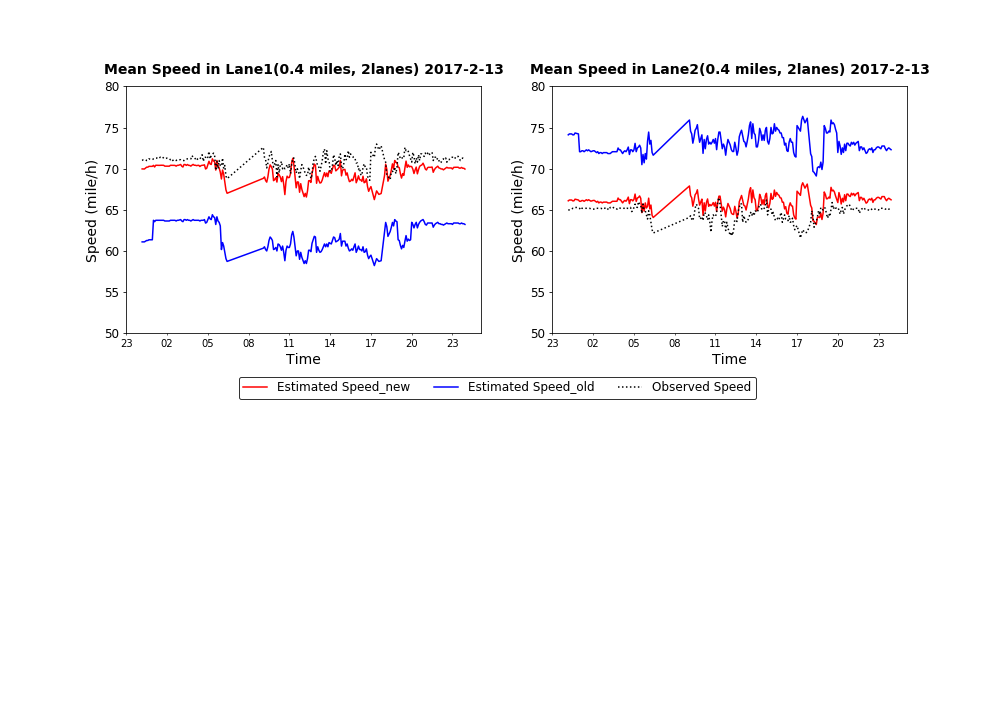 Mean Speed in Lane1(0.4 miles, 2lanes) 2017-2-13
80
75
70
65
60
55
50
Speed (mile/h)
23 02 05 08 11 14 17 20 23
Time
Mean Speed in Lane2(0.4 miles, 2lanes) 2017-2-13
80
75
70
65
60
55
50
Speed (mile/h)
23 02 05 08 11 14 17 20 23
Time
Estimated Speed_new Estimated Speed_old Observed Speed